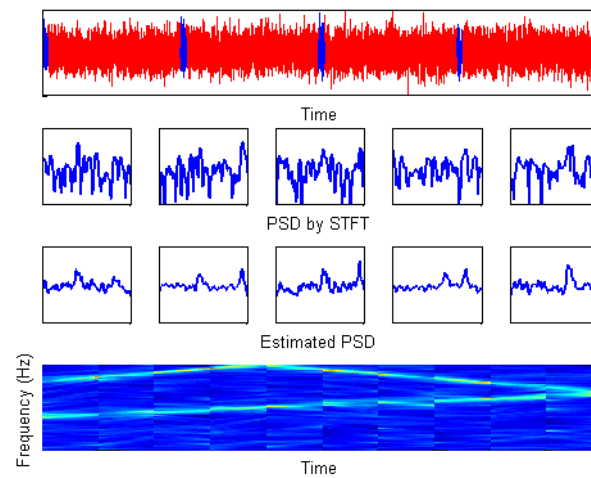 Time
PSD by STFT
Estimated PSD
Frequency (Hz)
Time